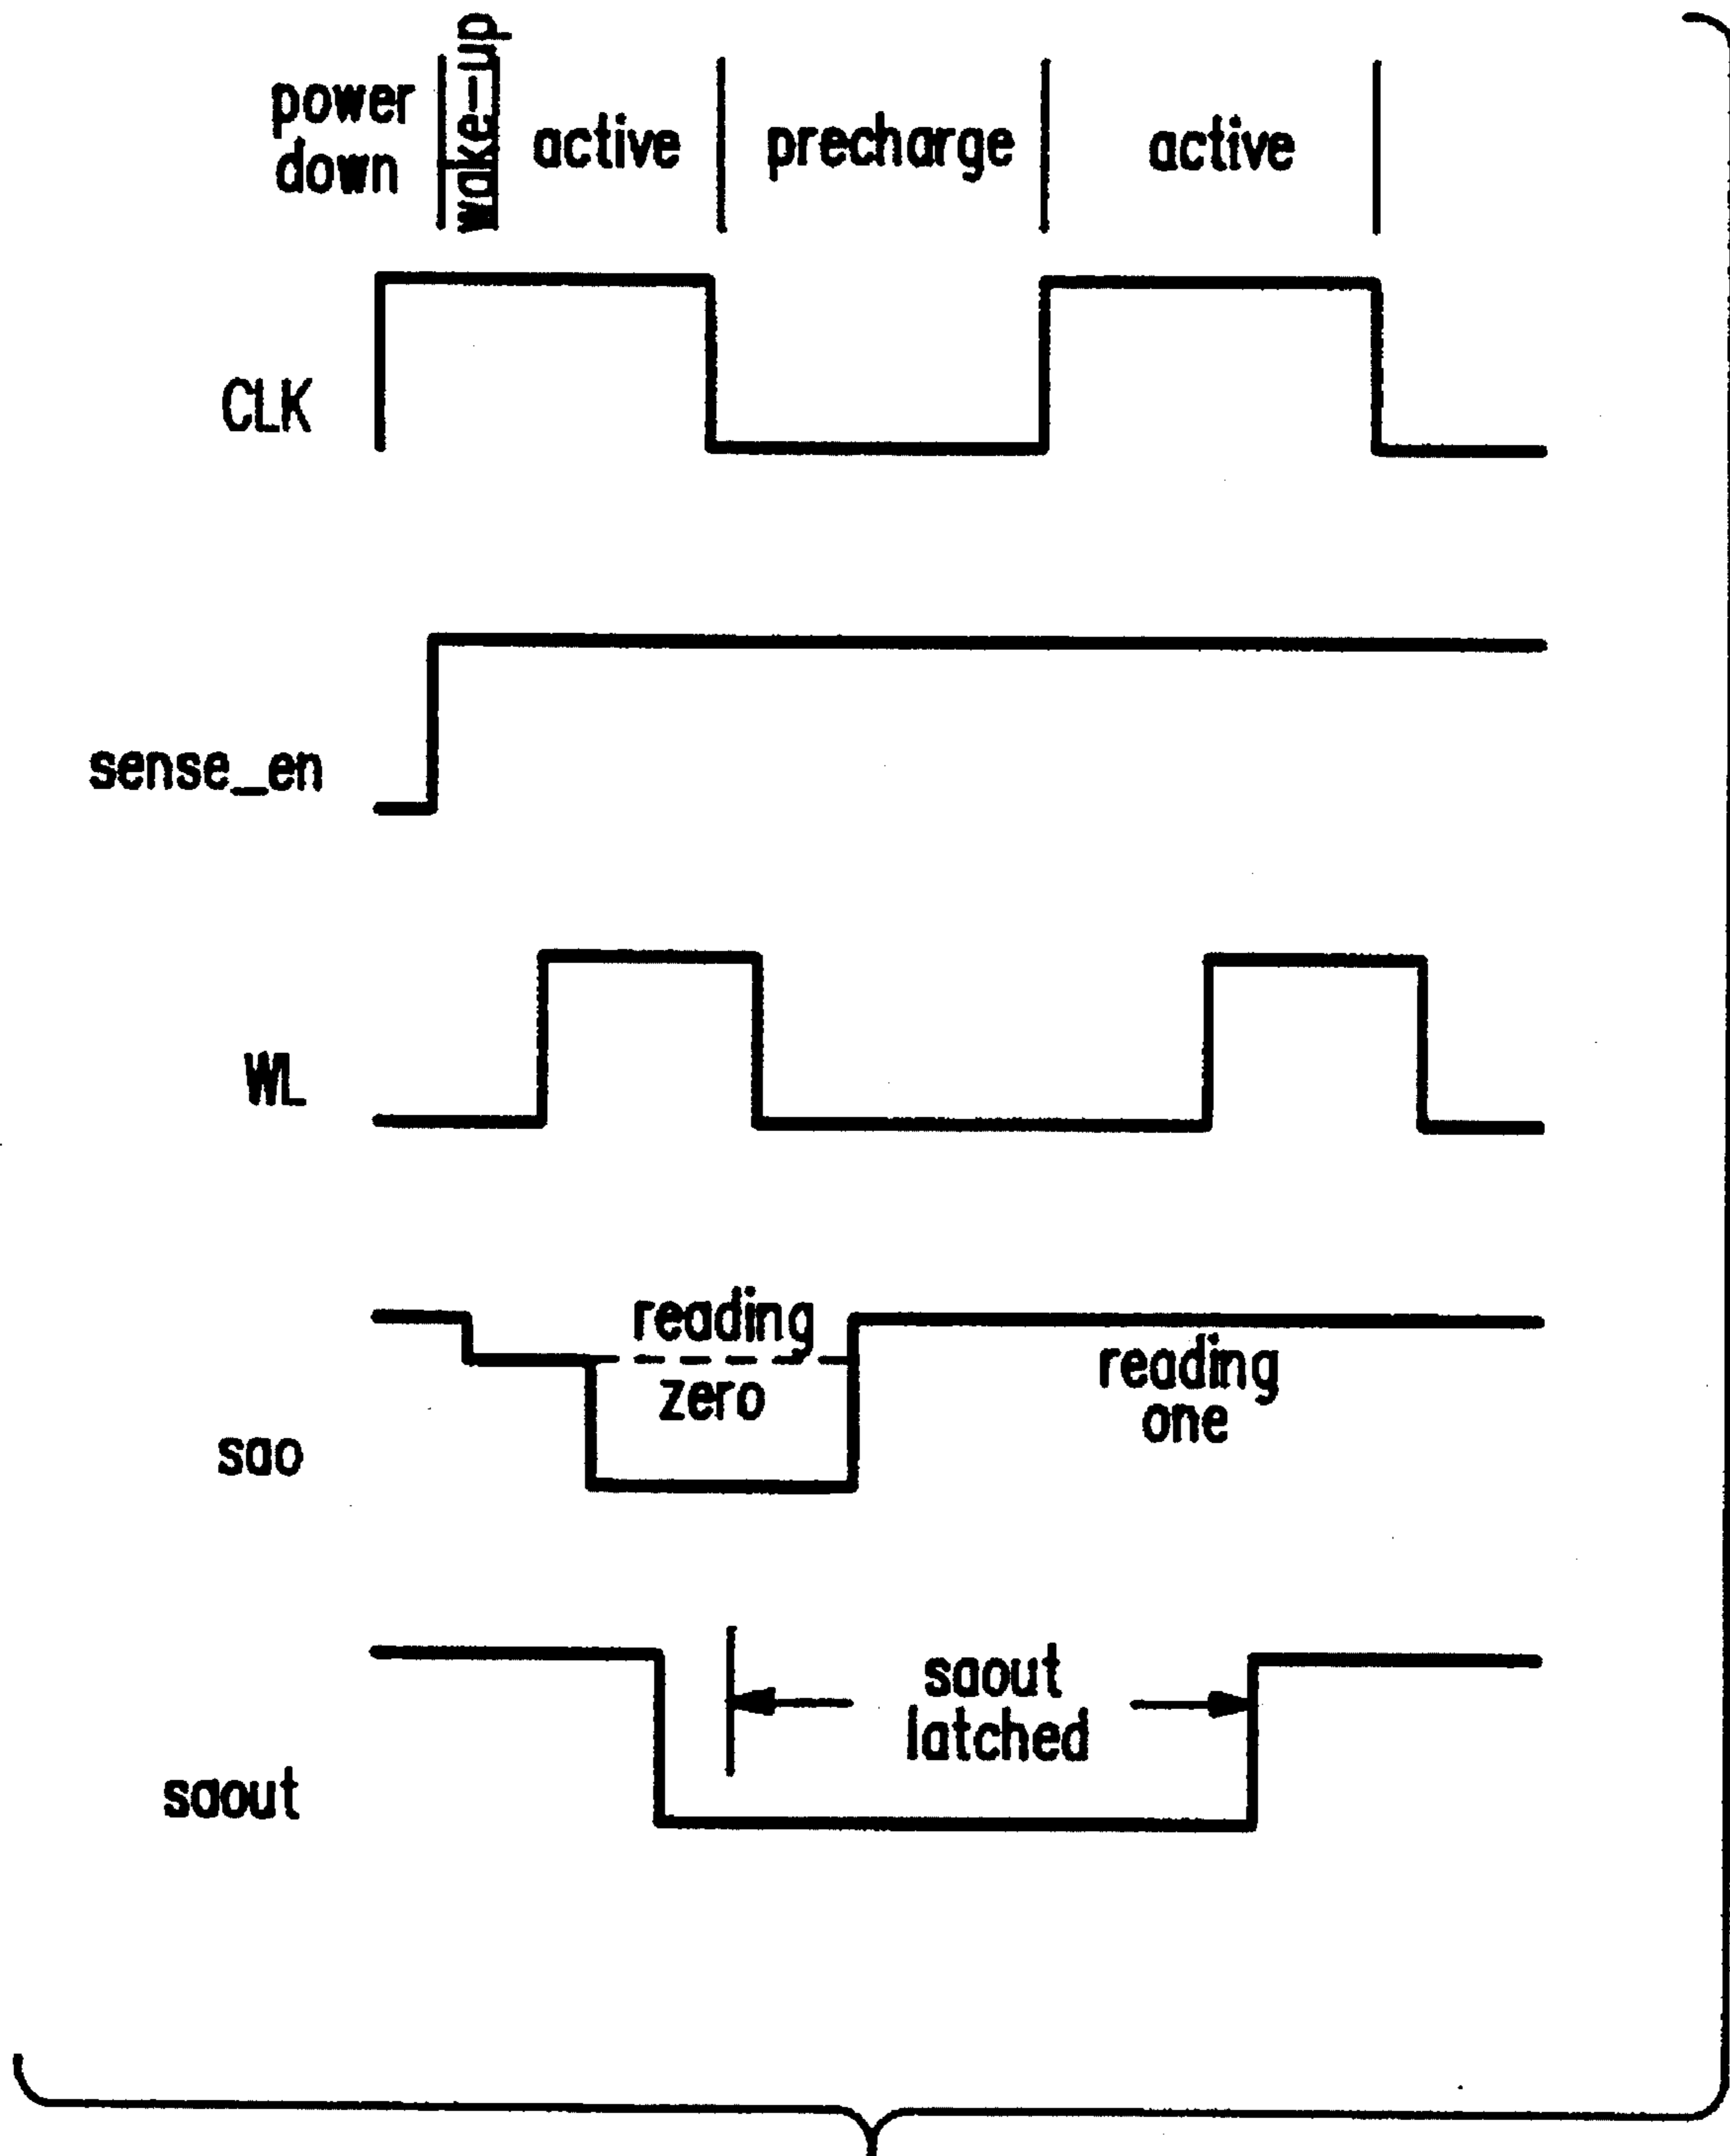 power
down
wake-up
active
precharge
active
CLK
sense_en
WL
reading
zero
reading
one
sao
saout
latched
saout